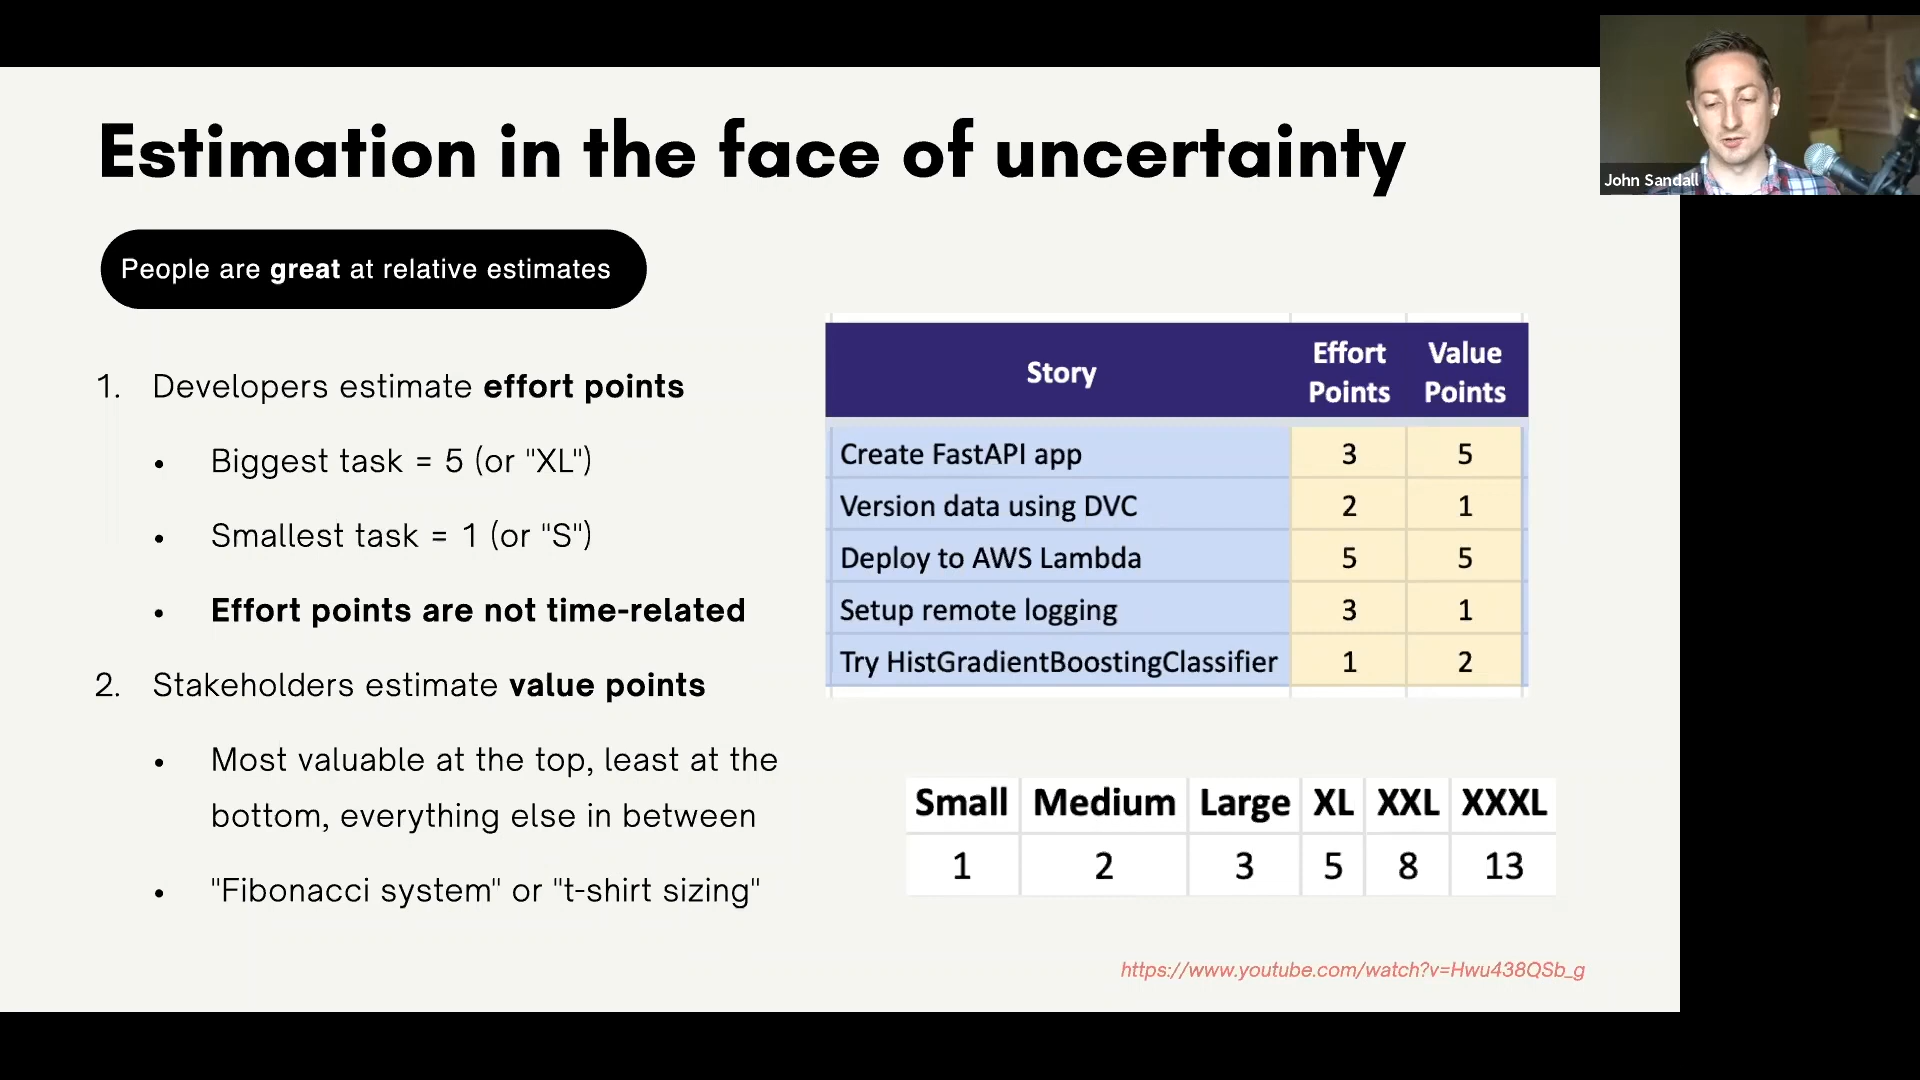 Estimation in the face of uncertainty
John Sandall
People are great at relative estimates
1. Developers estimate effort points
• Biggest task = 5 (or "XL")
• Smallest task = 1 (or "S")
• Effort points are not time-related
2. Stakeholders estimate value points
• Most valuable at the top, least at the
bottom, everything else in between
• "Fibonacci system" or "t-shirt sizing"
Story Effort Points Value Points
Create FastAPI app 3 5
Version data using DVC 2 1
Deploy to AWS Lambda 5 5
Setup remote logging 3 1
Try HistGradientBoostingClassifier 1 2
Small Medium Large XL XXL XXXL
1 2 3 5 8 13
https://www.youtube.com/watch?v=Hwu438QSb_g